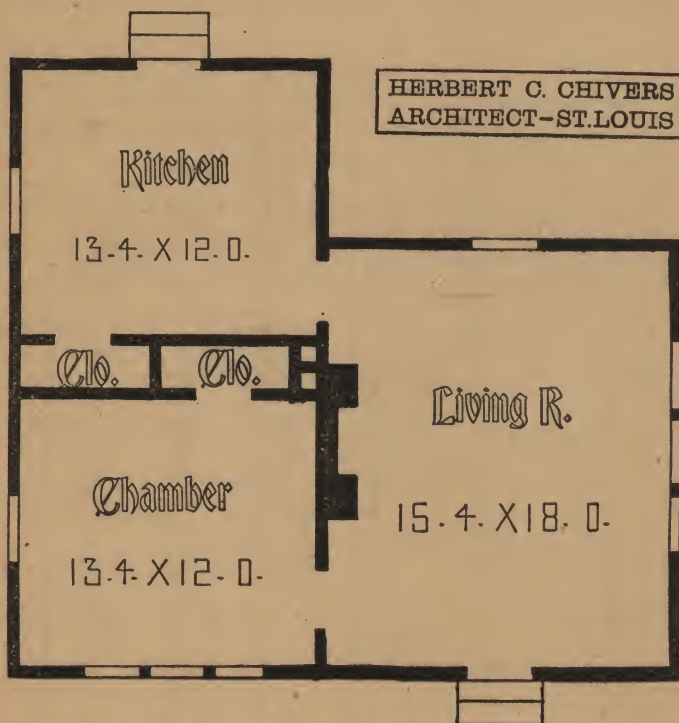 HERBERT C. CHIVERS
ARCHITECT-ST.LOUIS
Kitchen
13.4. X 12.0.
Clo. Clo.
Living R.
15.4. X 18.0.
Chamber
13.4. X 12.0.